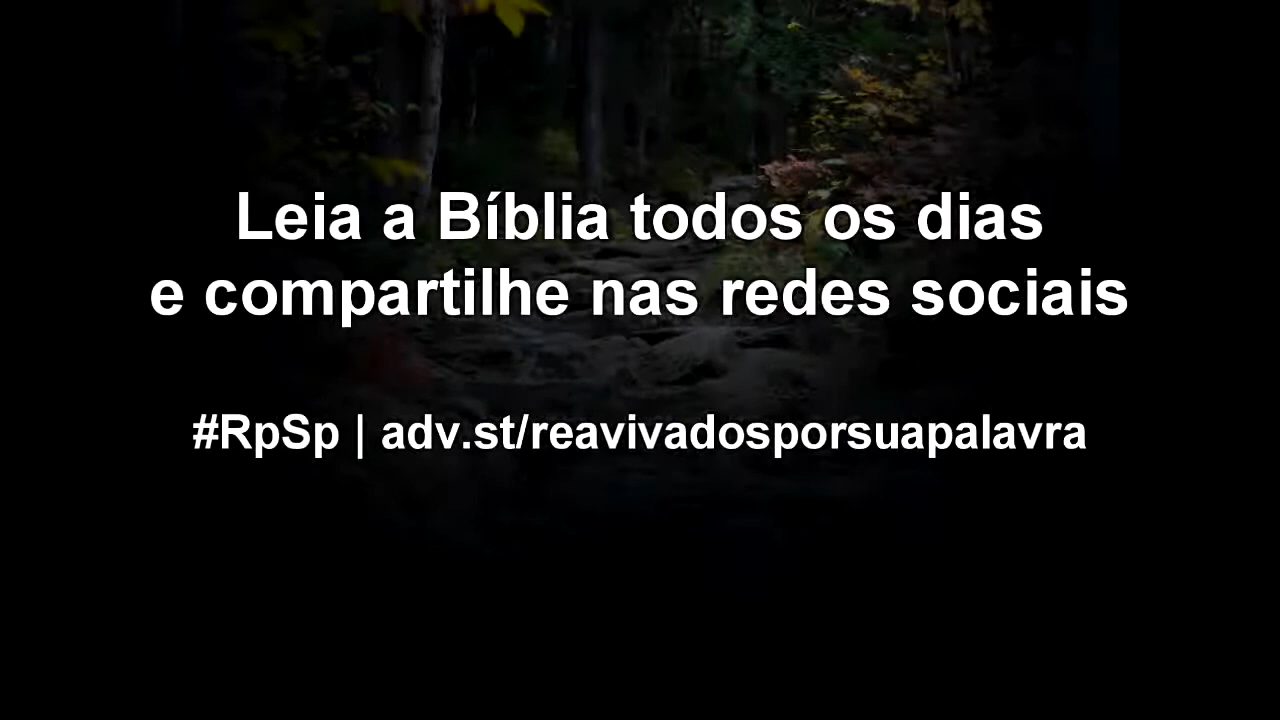 Leia a Bíblia todos os dias
e compartilhe nas redes sociais
#RpSp | adv.st/reavivadosporsuapalavra